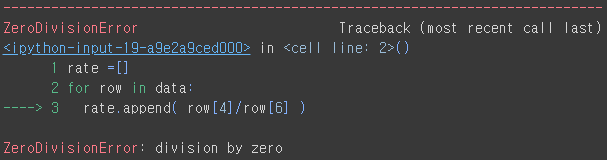 ---------------------------------------------------------------------------
ZeroDivisionError                         Traceback (most recent call last)
<ipython-input-19-a9e2a9ced000> in <cell line: 2>()
      1 rate =[]
      2 for row in data:
----> 3   rate.append( row[4]/row[6] )

ZeroDivisionError: division by zero